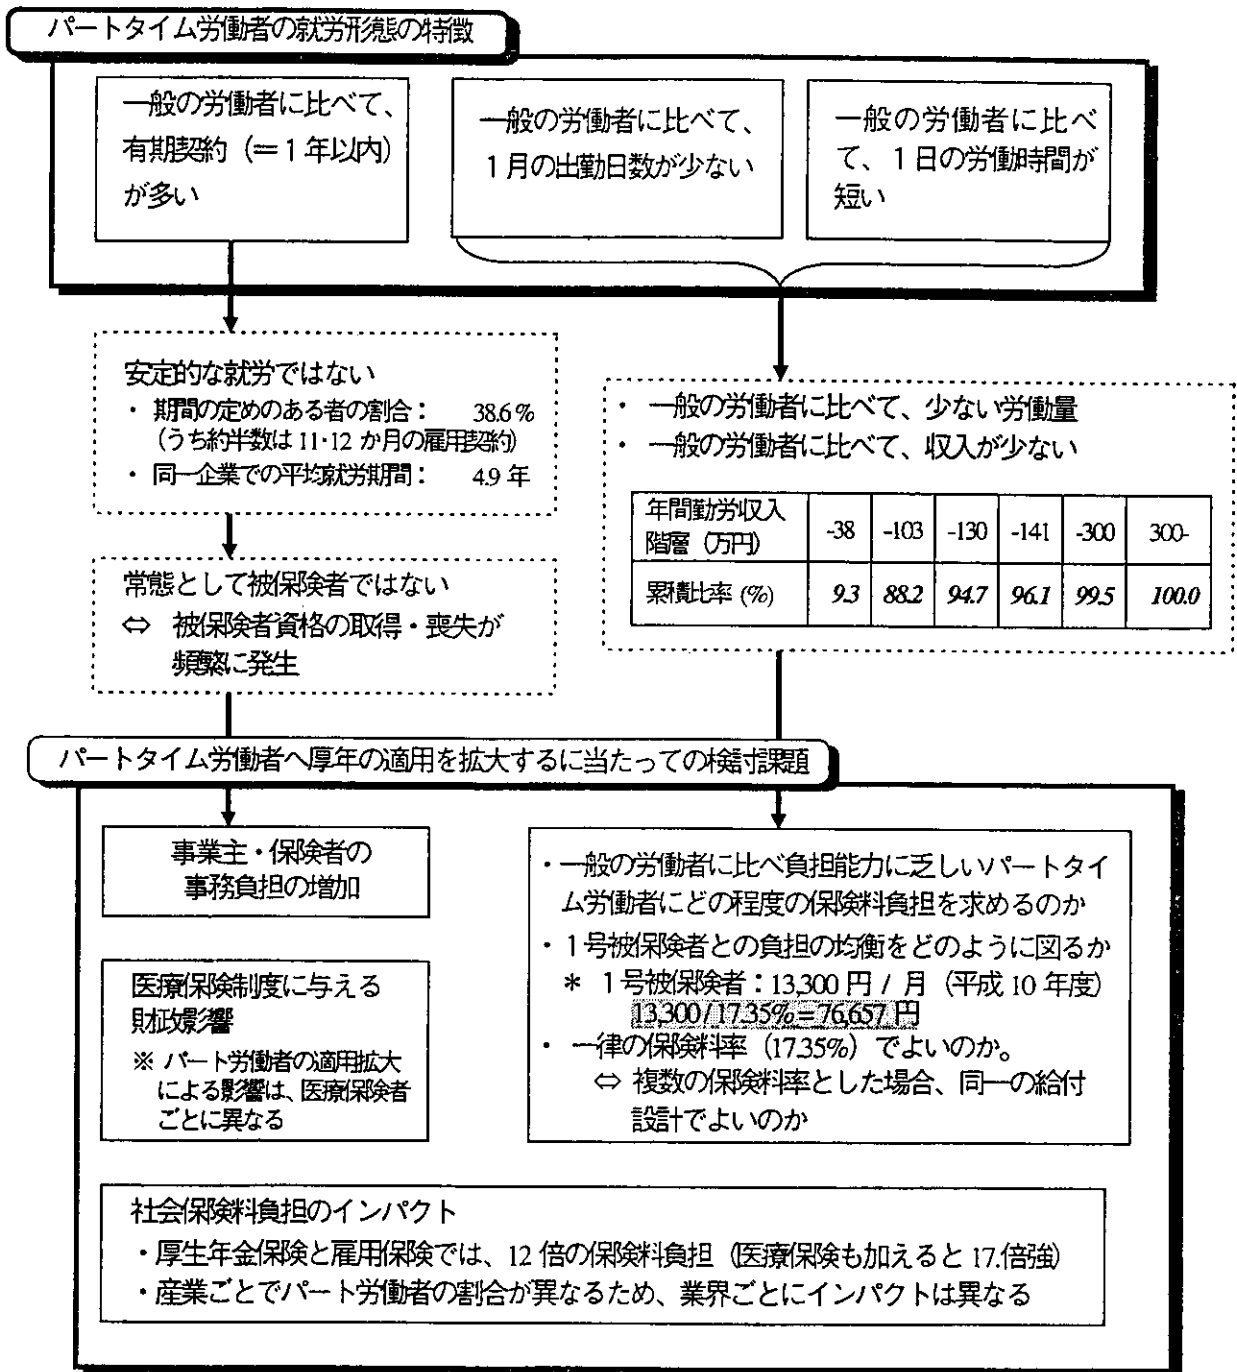 パートタイム労働者の就労形態の特徴
一般の労働者に比べて、
有期契約（＝1年以内）
が多い
一般の労働者に比べて、
1月の出勤日数が少ない
一般の労働者に比べ
て、1日の労働時間が
短い
安定的な就労ではない
・ 期間の定めのある者の割合： 38.6％
（うち約半数は 11･12 か月の雇用契約）
・ 同一企業での平均就労期間： 4.9 年
常態として被保険者ではない
⇔ 被保険者資格の取得・喪失が
頻繁に発生
・ 一般の労働者に比べて、少ない労働量
・ 一般の労働者に比べて、収入が少ない
年間勤労収入
階層（万円） -38 -103 -130 -141 -300 300-
累積比率 (%) 9.3 88.2 94.7 96.1 99.5 100.0
パートタイム労働者へ厚年の適用を拡大するに当たっての検討課題
事業主・保険者の
事務負担の増加
医療保険制度に与える
財政影響
※ パート労働者の適用拡大
による影響は、医療保険者
ごとに異なる
・一般の労働者に比べ負担能力に乏しいパートタイ
ム労働者にどの程度の保険料負担を求めるのか
・ 1号被保険者との負担の均衡をどのように図るか
＊ 1号被保険者：13,300 円 / 月（平成 10 年度）
13,300 / 17.35% = 76,657 円
・ 一律の保険料率（17.35%）でよいのか。
⇔ 複数の保険料率とした場合、同一の給付
設計でよいのか
社会保険料負担のインパクト
・厚生年金保険と雇用保険では、12 倍の保険料負担（医療保険も加えると 17.倍強）
・産業ごとでパート労働者の割合が異なるため、業界ごとにインパクトは異なる